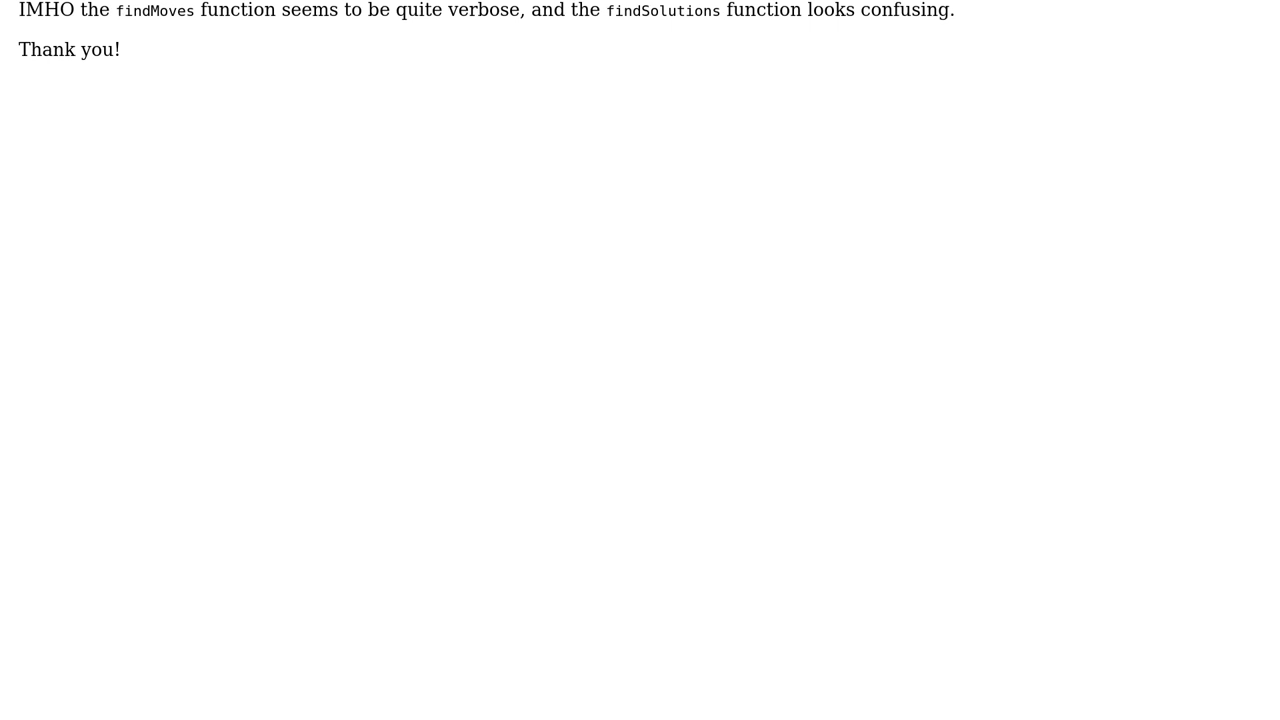 IMHO the findMoves function seems to be quite verbose, and the findSolutions function looks confusing.
Thank you!